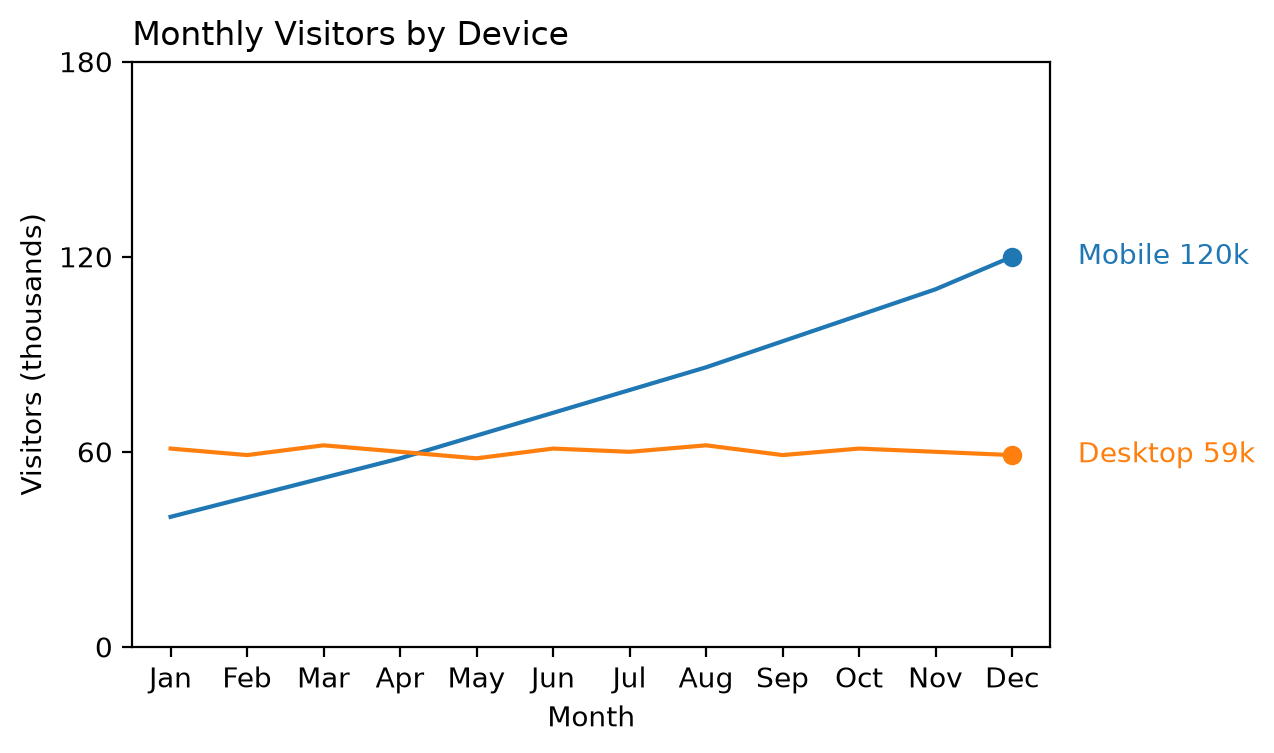 Monthly Visitors by Device
Visitors (thousands)
180
120
60
0
Mobile 120k
Desktop 59k
Jan Feb Mar Apr May Jun Jul Aug Sep Oct Nov Dec
Month